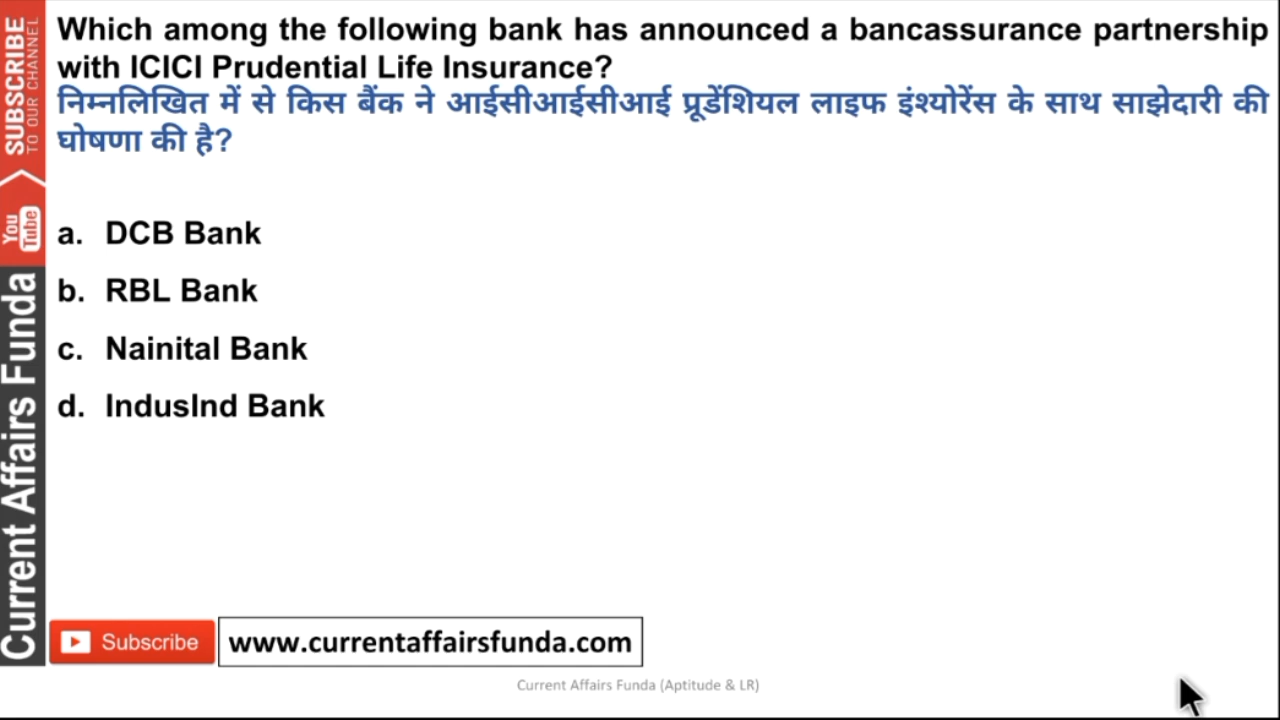 Which among the following bank has announced a bancassurance partnership
with ICICI Prudential Life Insurance?
निम्नलिखित में से किस बैंक ने आईसीआईसीआई प्रूडेंशियल लाइफ इंश्योरेंस के साथ साझेदारी की
घोषणा की है?
a. DCB Bank
b. RBL Bank
c. Nainital Bank
d. IndusInd Bank
SUBSCRIBE
TO OUR CHANNEL
You
Tube
Current Affairs Funda
Subscribe
www.currentaffairsfunda.com
Current Affairs Funda (Aptitude & LR)